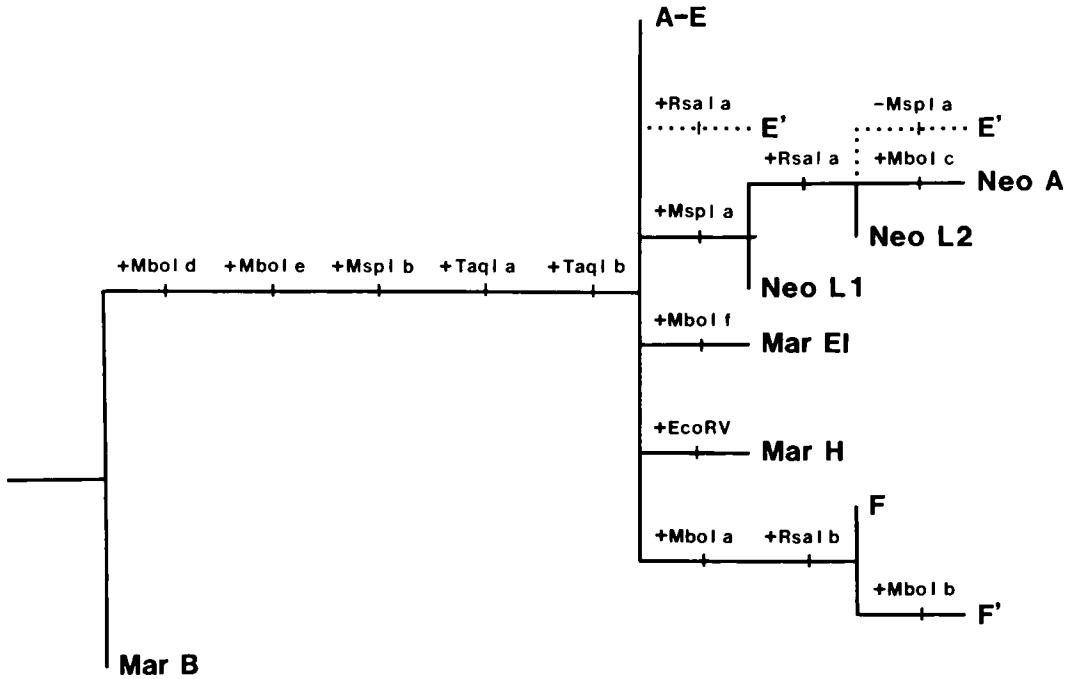 A-E
+RsaI a
E'
-MspI a
E'
+RsaI a
+MboI c
Neo A
+MspI a
Neo L2
+MboI d
+MboI e
+MspI b
+TaqI a
+TaqI b
Neo L1
+MboI f
Mar EI
+EcoRV
Mar H
F
+MboI a
+RsaI b
+MboI b
F'
Mar B